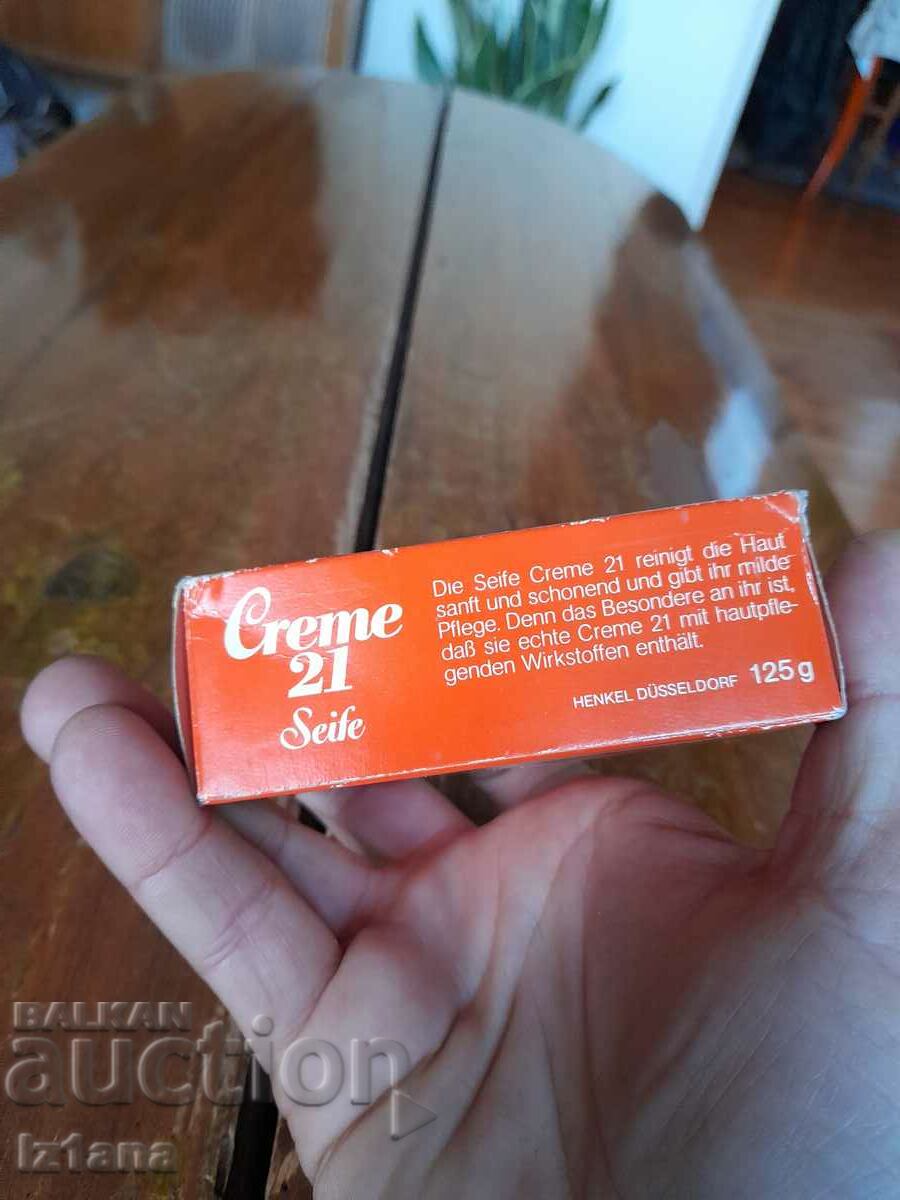 Creme
21
Seife
Die Seife Creme 21 reinigt die Haut
sanft und schonend und gibt ihr milde
Pflege. Denn das Besondere an ihr ist,
daß sie echte Creme 21 mit hautpfle-
genden Wirkstoffen enthält.
HENKEL DÜSSELDORF 125g
BALKAN
auction
Iz1ana